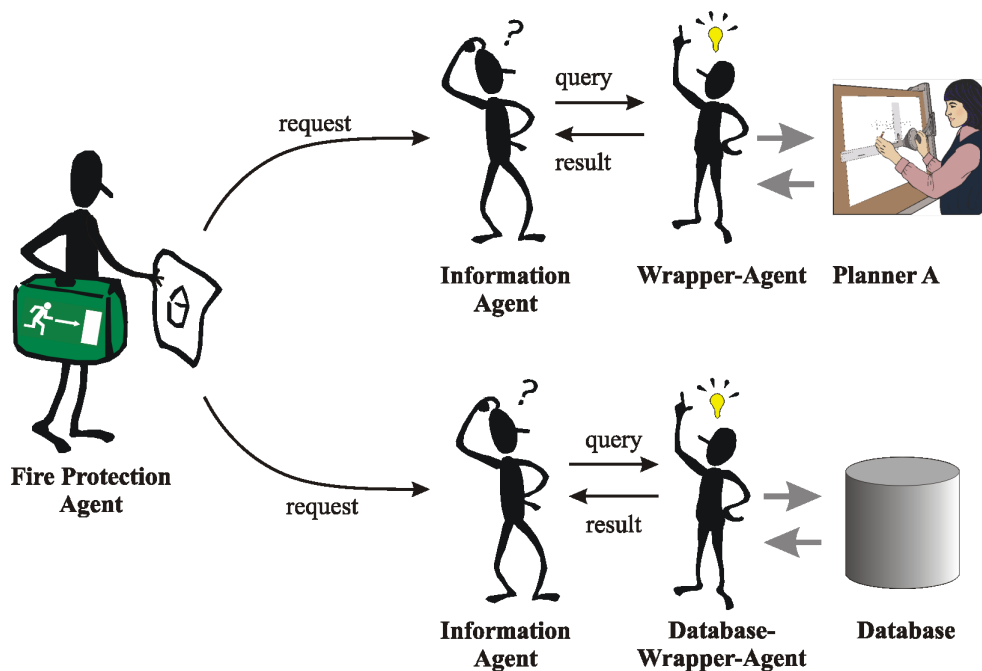 ?
query
request
result
Information
Agent
Wrapper-Agent
Planner A
Fire Protection
Agent
?
query
request
result
Information
Agent
Database-
Wrapper-Agent
Database